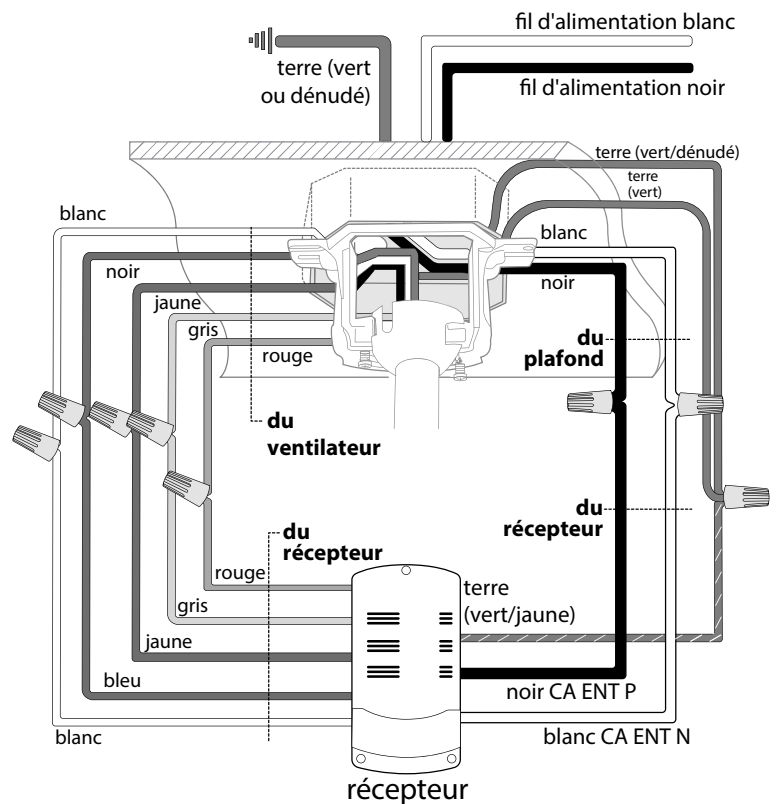 fil d'alimentation blanc
terre (vert
ou dénudé)
fil d'alimentation noir
terre (vert/dénudé)
terre
(vert)
blanc
blanc
noir
noir
jaune
gris
rouge
du
plafond
du
ventilateur
du
récepteur
du
récepteur
rouge
terre
(vert/jaune)
gris
jaune
bleu
noir CA ENT P
blanc
blanc CA ENT N
récepteur